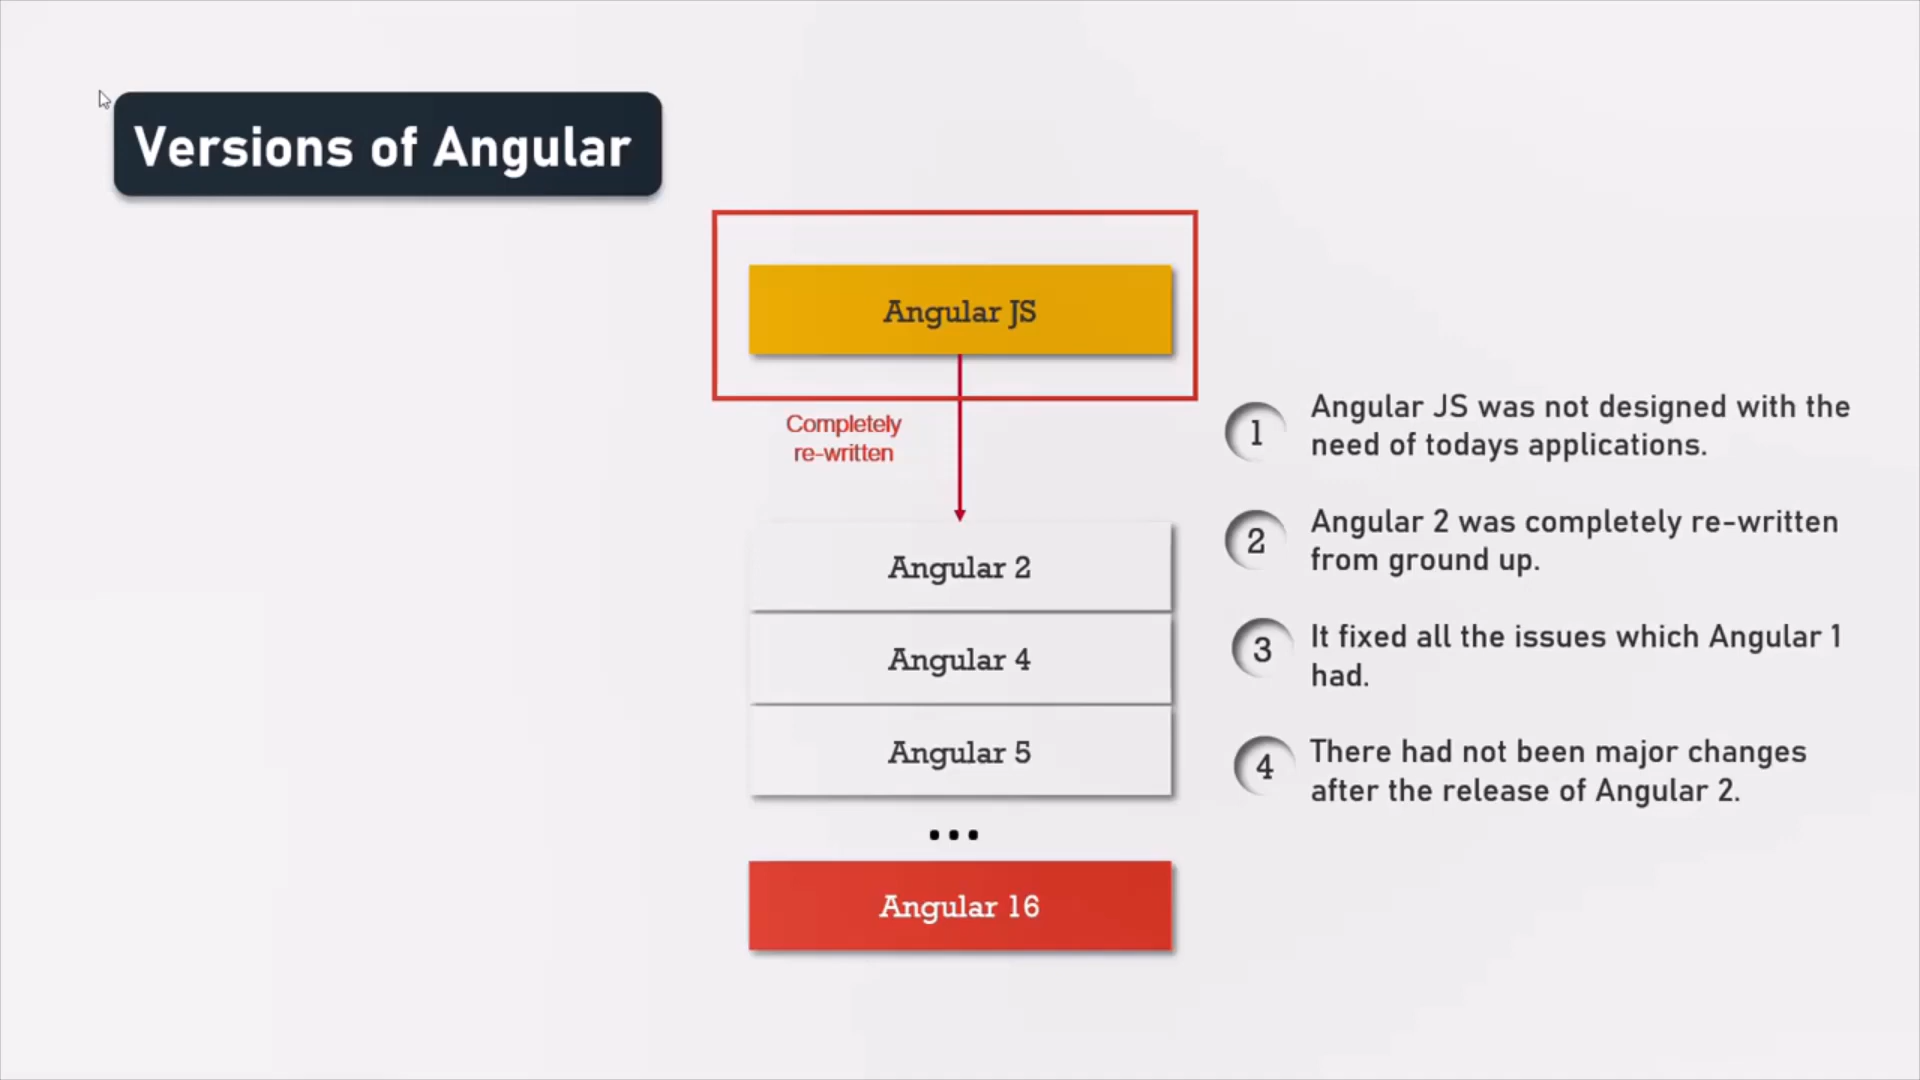 Versions of Angular
Angular JS
Completely
re-written
Angular 2
Angular 4
Angular 5
...
Angular 16
1
Angular JS was not designed with the
need of todays applications.
2
Angular 2 was completely re-written
from ground up.
3
It fixed all the issues which Angular 1
had.
4
There had not been major changes
after the release of Angular 2.